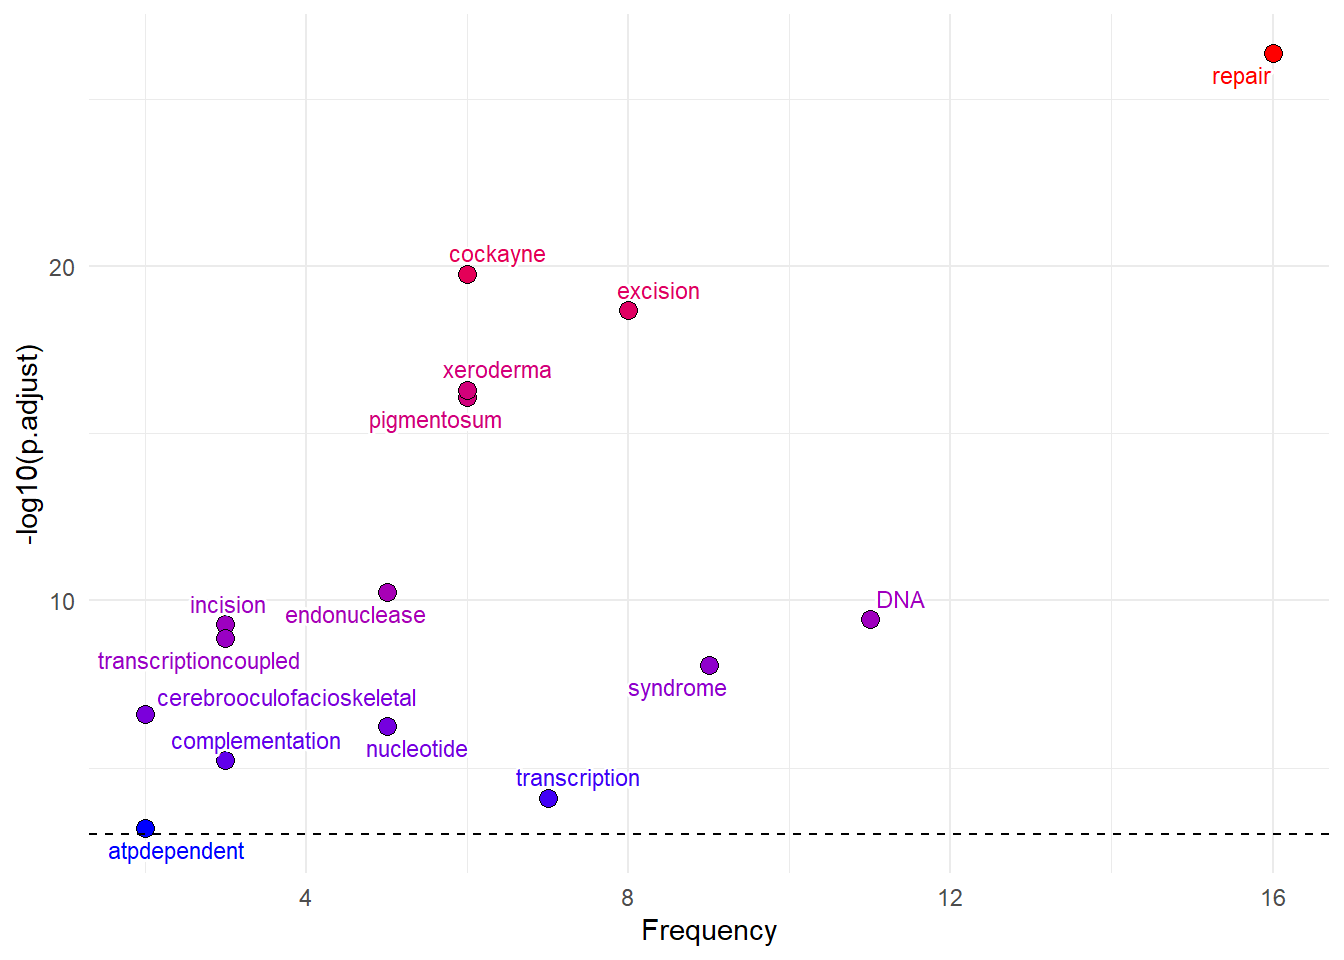 repair
cockayne
excision
xeroderma
pigmentosum
incision
endonuclease
DNA
transcriptioncoupled
syndrome
cerebrooculofacioskeletal
complementation
nucleotide
transcription
atpdependent
20
10
-log10(p.adjust)
4
8
12
16
Frequency